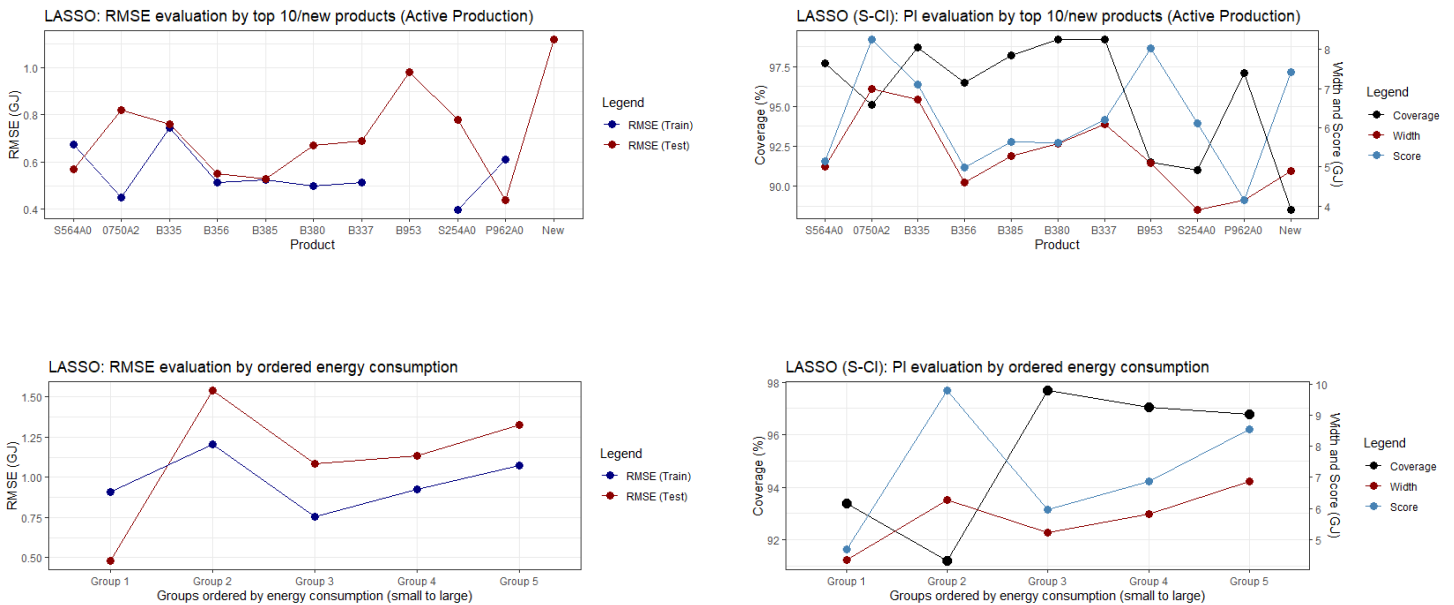 LASSO: RMSE evaluation by top 10/new products (Active Production)
RMSE (GJ)
1.0
0.8
0.6
0.4
S564A0 0750A2 B335 B356 B385 B380 B337 B953 S254A0 P962A0 New
Product
Legend
RMSE (Train)
RMSE (Test)
LASSO (S-CI): PI evaluation by top 10/new products (Active Production)
Coverage (%)
97.5
95.0
92.5
90.0
8
7
6
5
4
Width and Score (GJ)
S564A0 0750A2 B335 B356 B385 B380 B337 B953 S254A0 P962A0 New
Product
Legend
Coverage
Width
Score
LASSO: RMSE evaluation by ordered energy consumption
RMSE (GJ)
1.50
1.25
1.00
0.75
0.50
Group 1 Group 2 Group 3 Group 4 Group 5
Groups ordered by energy consumption (small to large)
Legend
RMSE (Train)
RMSE (Test)
LASSO (S-CI): PI evaluation by ordered energy consumption
Coverage (%)
98
96
94
92
10
9
8
7
6
5
Width and Score (GJ)
Group 1 Group 2 Group 3 Group 4 Group 5
Groups ordered by energy consumption (small to large)
Legend
Coverage
Width
Score